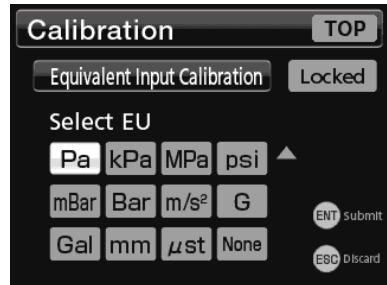 Calibration TOP
Equivalent Input Calibration Locked
Select EU
Pa kPa MPa psi
mBar Bar m/s² G
ENT Submit
Gal mm μst None
ESC Discard